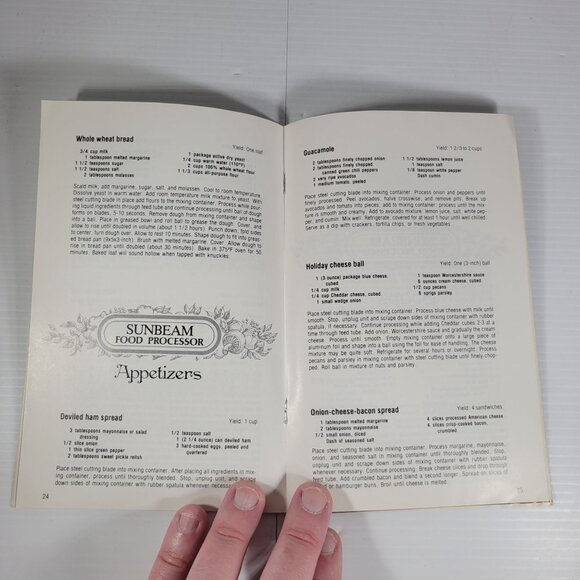 Whole wheat bread
Yield: One loaf
3/4 cup milk
1 tablespoon melted margarine
1 1/2 teaspoons sugar
1 1/2 teaspoons salt
2 tablespoons molasses
1 package active dry yeast
1/4 cup warm water (110°F)
2 cups 100% whole wheat flour
1 1/3 cups all-purpose flour
Scald milk; add margarine, sugar, salt, and molasses. Cool to room temperature.
Dissolve yeast in warm water. Add room temperature milk mixture to yeast. With
steel cutting blade in place add flours to the mixing container. Process while pour-
ing liquid ingredients through feed tube and continue processing until ball of dough
forms on blades, 5-10 seconds. Remove dough from mixing container and shape
into a ball. Place in greased bowl and roll ball to grease the dough. Cover, and
allow to rise until doubled in volume (about 1 1/2 hours). Punch down, fold sides
to center, turn dough over. Allow to rest 10 minutes. Shape dough to fit into greas-
ed bread pan (9x5x3-inch). Brush with melted margarine. Cover. Allow dough to
rise in bread pan until doubled (about 30 minutes). Bake in 375°F oven for 50
minutes. Baked loaf will sound hollow when tapped with knuckles.
SUNBEAM
FOOD PROCESSOR
Appetizers
Deviled ham spread
Yield: 1 cup
3 tablespoons mayonnaise or salad
dressing
1/2 slice onion
1 thin slice green pepper
2 tablespoons sweet pickle relish
1/2 teaspoon salt
1 (2 1/4 ounce) can deviled ham
3 hard-cooked eggs, peeled and
quartered
Place steel cutting blade into mixing container. After placing all ingredients in mix-
ing container, process until thoroughly blended. Stop, unplug unit, and scrape
down sides of mixing container with rubber spatula whenever necessary.
24
Guacamole
Yield: 1 2/3 to 2 cups
2 tablespoons finely chopped onion
2 tablespoons finely chopped
canned green chili peppers
2 very ripe avocados
1 medium tomato, peeled
1 1/2 tablespoons lemon juice
1 teaspoon salt
1/8 teaspoon white pepper
Dash cumin
Place steel cutting blade into mixing container. Process onion and peppers until
finely processed. Peel avocados, halve crosswise, and remove pits. Break up
avocados and tomato into pieces; add to mixing container; process until the mix-
ture is smooth and creamy. Add to avocado mixture: lemon juice, salt, white pep-
per, and cumin. Mix well. Refrigerate, covered for at least 1 hour until well chilled.
Serve as a dip with crackers, tortilla chips, or fresh vegetables.
Holiday cheese ball
Yield: One (3-inch) ball
1 (3 ounce) package blue cheese,
cubed
1/4 cup milk
1/4 cup Cheddar cheese, cubed
1 small wedge onion
1 teaspoon Worcestershire sauce
6 ounces cream cheese, cubed
1/2 cup pecans
6 sprigs parsley
Place steel cutting blade into mixing container. Process blue cheese with milk until
smooth. Stop, unplug unit and scrape down sides of mixing container with rubber
spatula, if necessary. Continue processing while adding Cheddar cubes 2-3 at a
time through feed tube. Add onion, Worcestershire sauce and gradually the cream
cheese. Process until smooth. Empty mixing container onto a large piece of
aluminum foil and shape into a ball using the foil for ease of handling. The cheese
mixture may be quite soft. Refrigerate for several hours or overnight. Process
pecans and parsley in mixing container with steel cutting blade until finely chop-
ped. Roll ball in mixture of nuts and parsley.
Onion-cheese-bacon spread
Yield: 4 sandwiches
1 tablespoon melted margarine
2 tablespoons mayonnaise
1/2 small onion, diced
Dash of seasoned salt
4 slices processed American cheese
4 slices crisp-cooked bacon,
crumbled
Place steel cutting blade into mixing container. Process margarine, mayonnaise,
onion, and seasoned salt in mixing container until thoroughly blended. Stop,
unplug unit and scrape down sides of mixing container with rubber spatula
whenever necessary. Continue processing. Break cheese slices and drop through
feed tube. Add crumbled bacon and blend a second longer. Spread on slices of
or hamburger buns. Broil until cheese is melted.
25